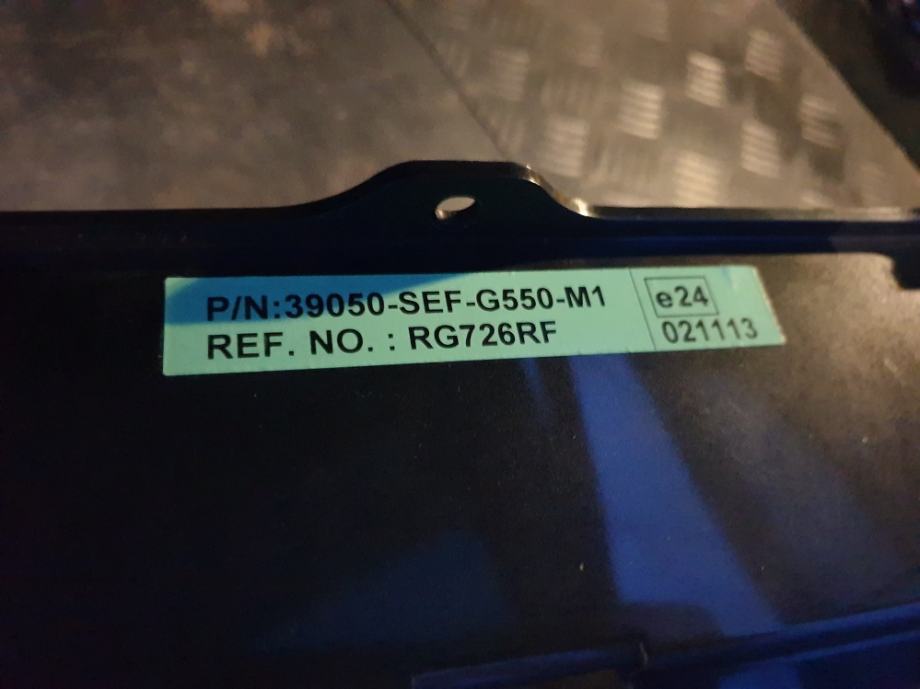 P/N:39050-SEF-G550-M1
REF. NO. : RG726RF
e24
021113